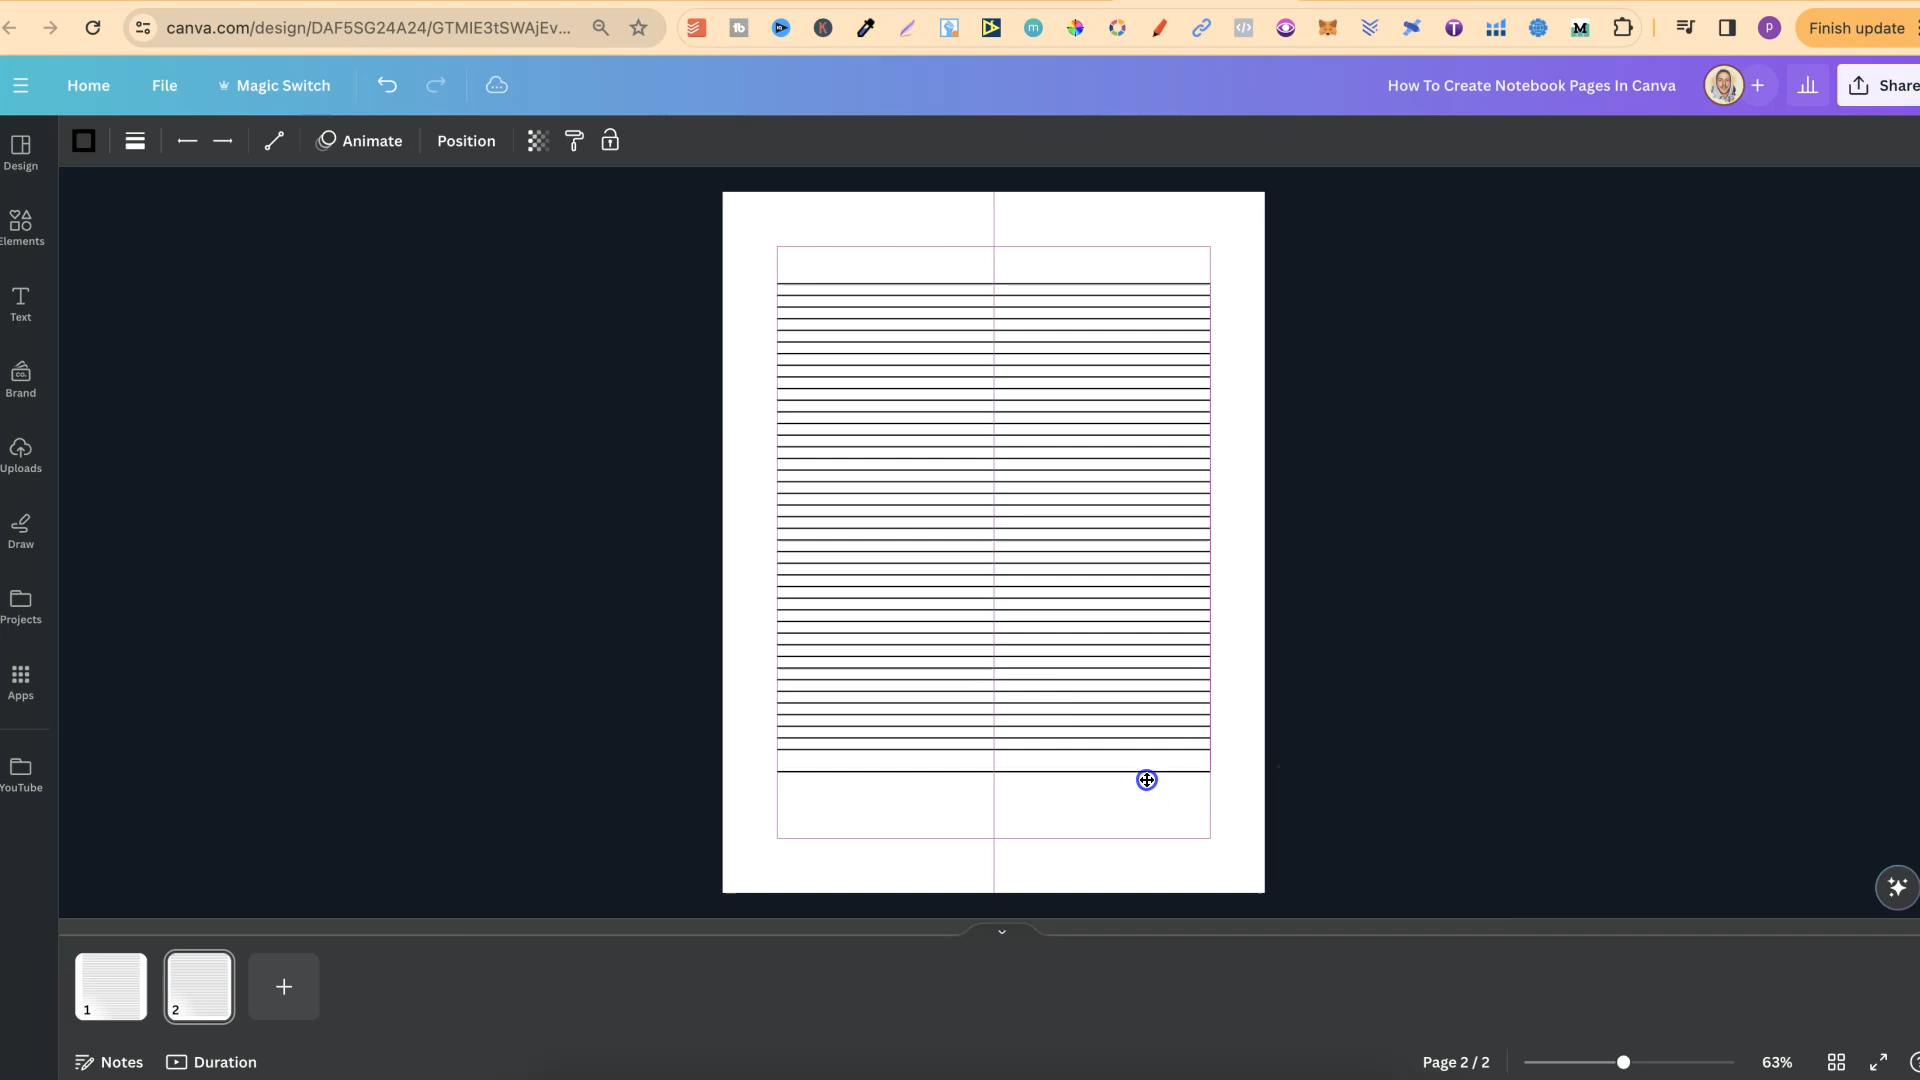 canva.com/design/DAF5SG24A24/GTMIE3tSWAjEv...
Finish update
Home
File
Magic Switch
How To Create Notebook Pages In Canva
Share
Animate
Position
Design
Elements
Text
Brand
Uploads
Draw
Projects
Apps
YouTube
1
2
Notes
Duration
Page 2 / 2
63%